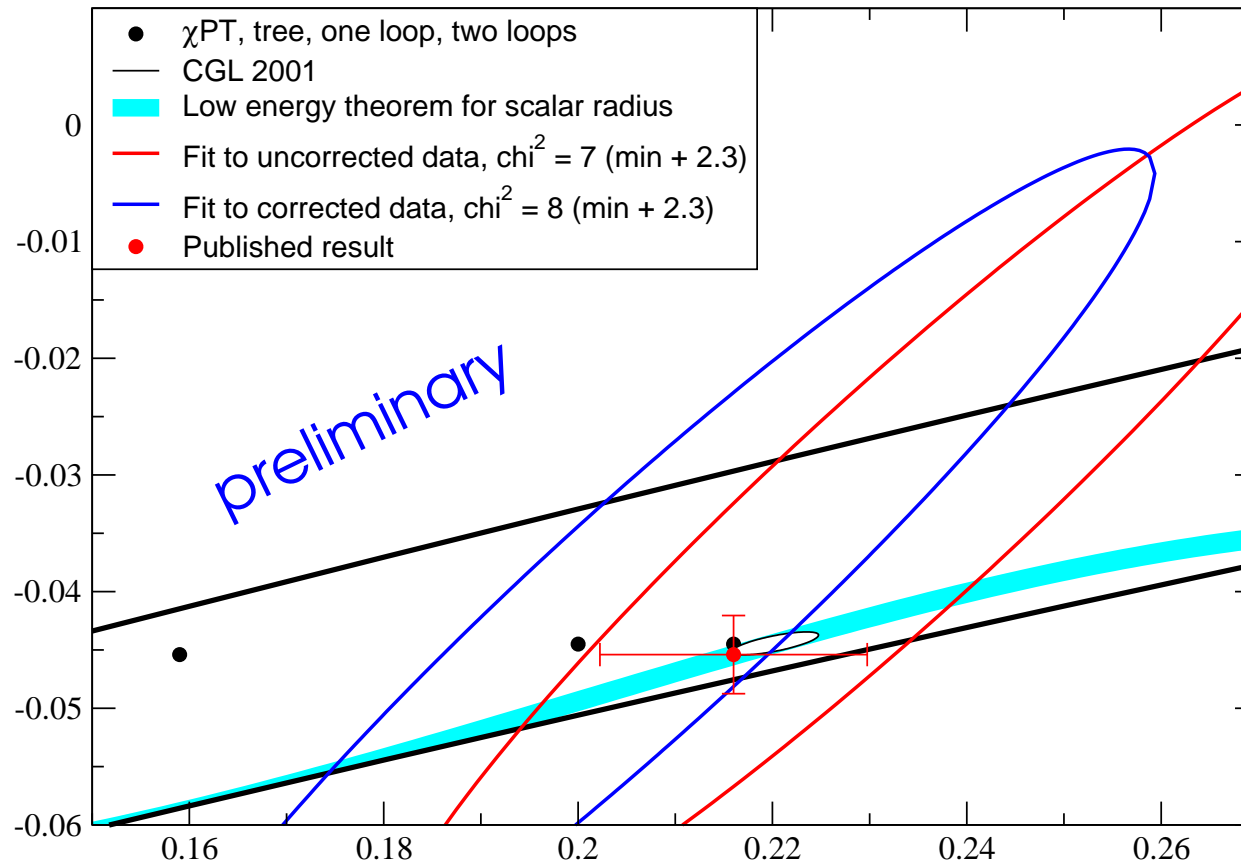 χPT, tree, one loop, two loops
CGL 2001
Low energy theorem for scalar radius
Fit to uncorrected data, chi² = 7 (min + 2.3)
Fit to corrected data, chi² = 8 (min + 2.3)
Published result
0
-0.01
-0.02
-0.03
-0.04
-0.05
-0.06
preliminary
0.16
0.18
0.2
0.22
0.24
0.26